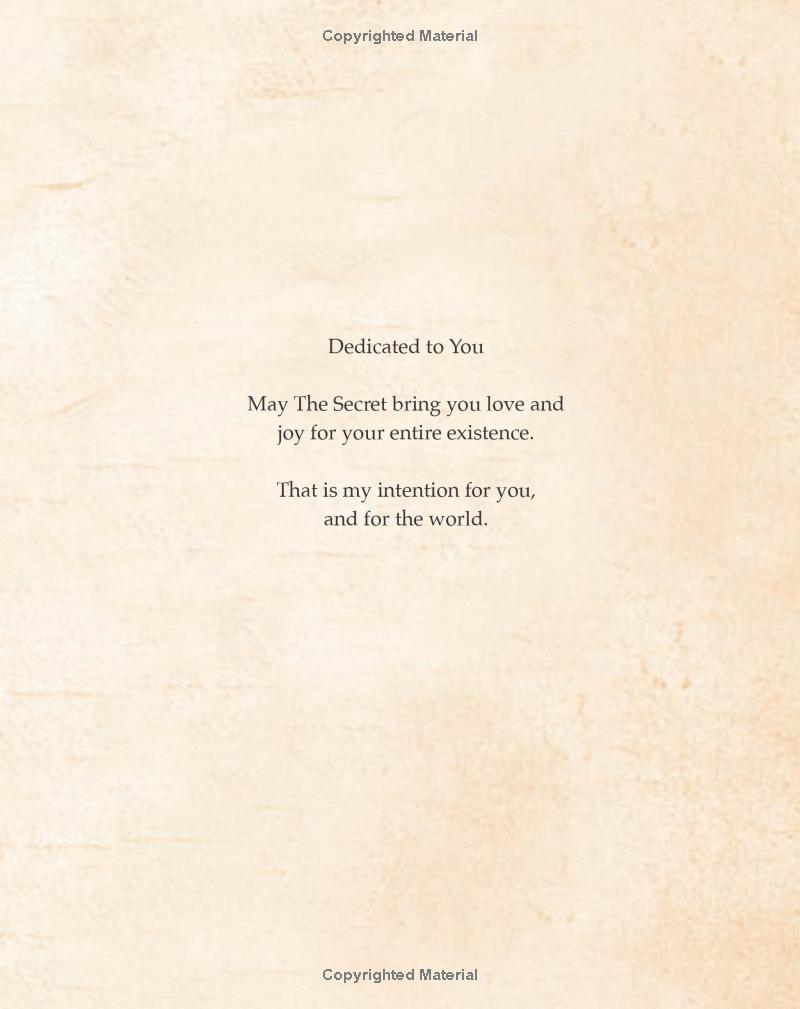 Copyrighted Material
Dedicated to You
May The Secret bring you love and
joy for your entire existence.
That is my intention for you,
and for the world.
Copyrighted Material